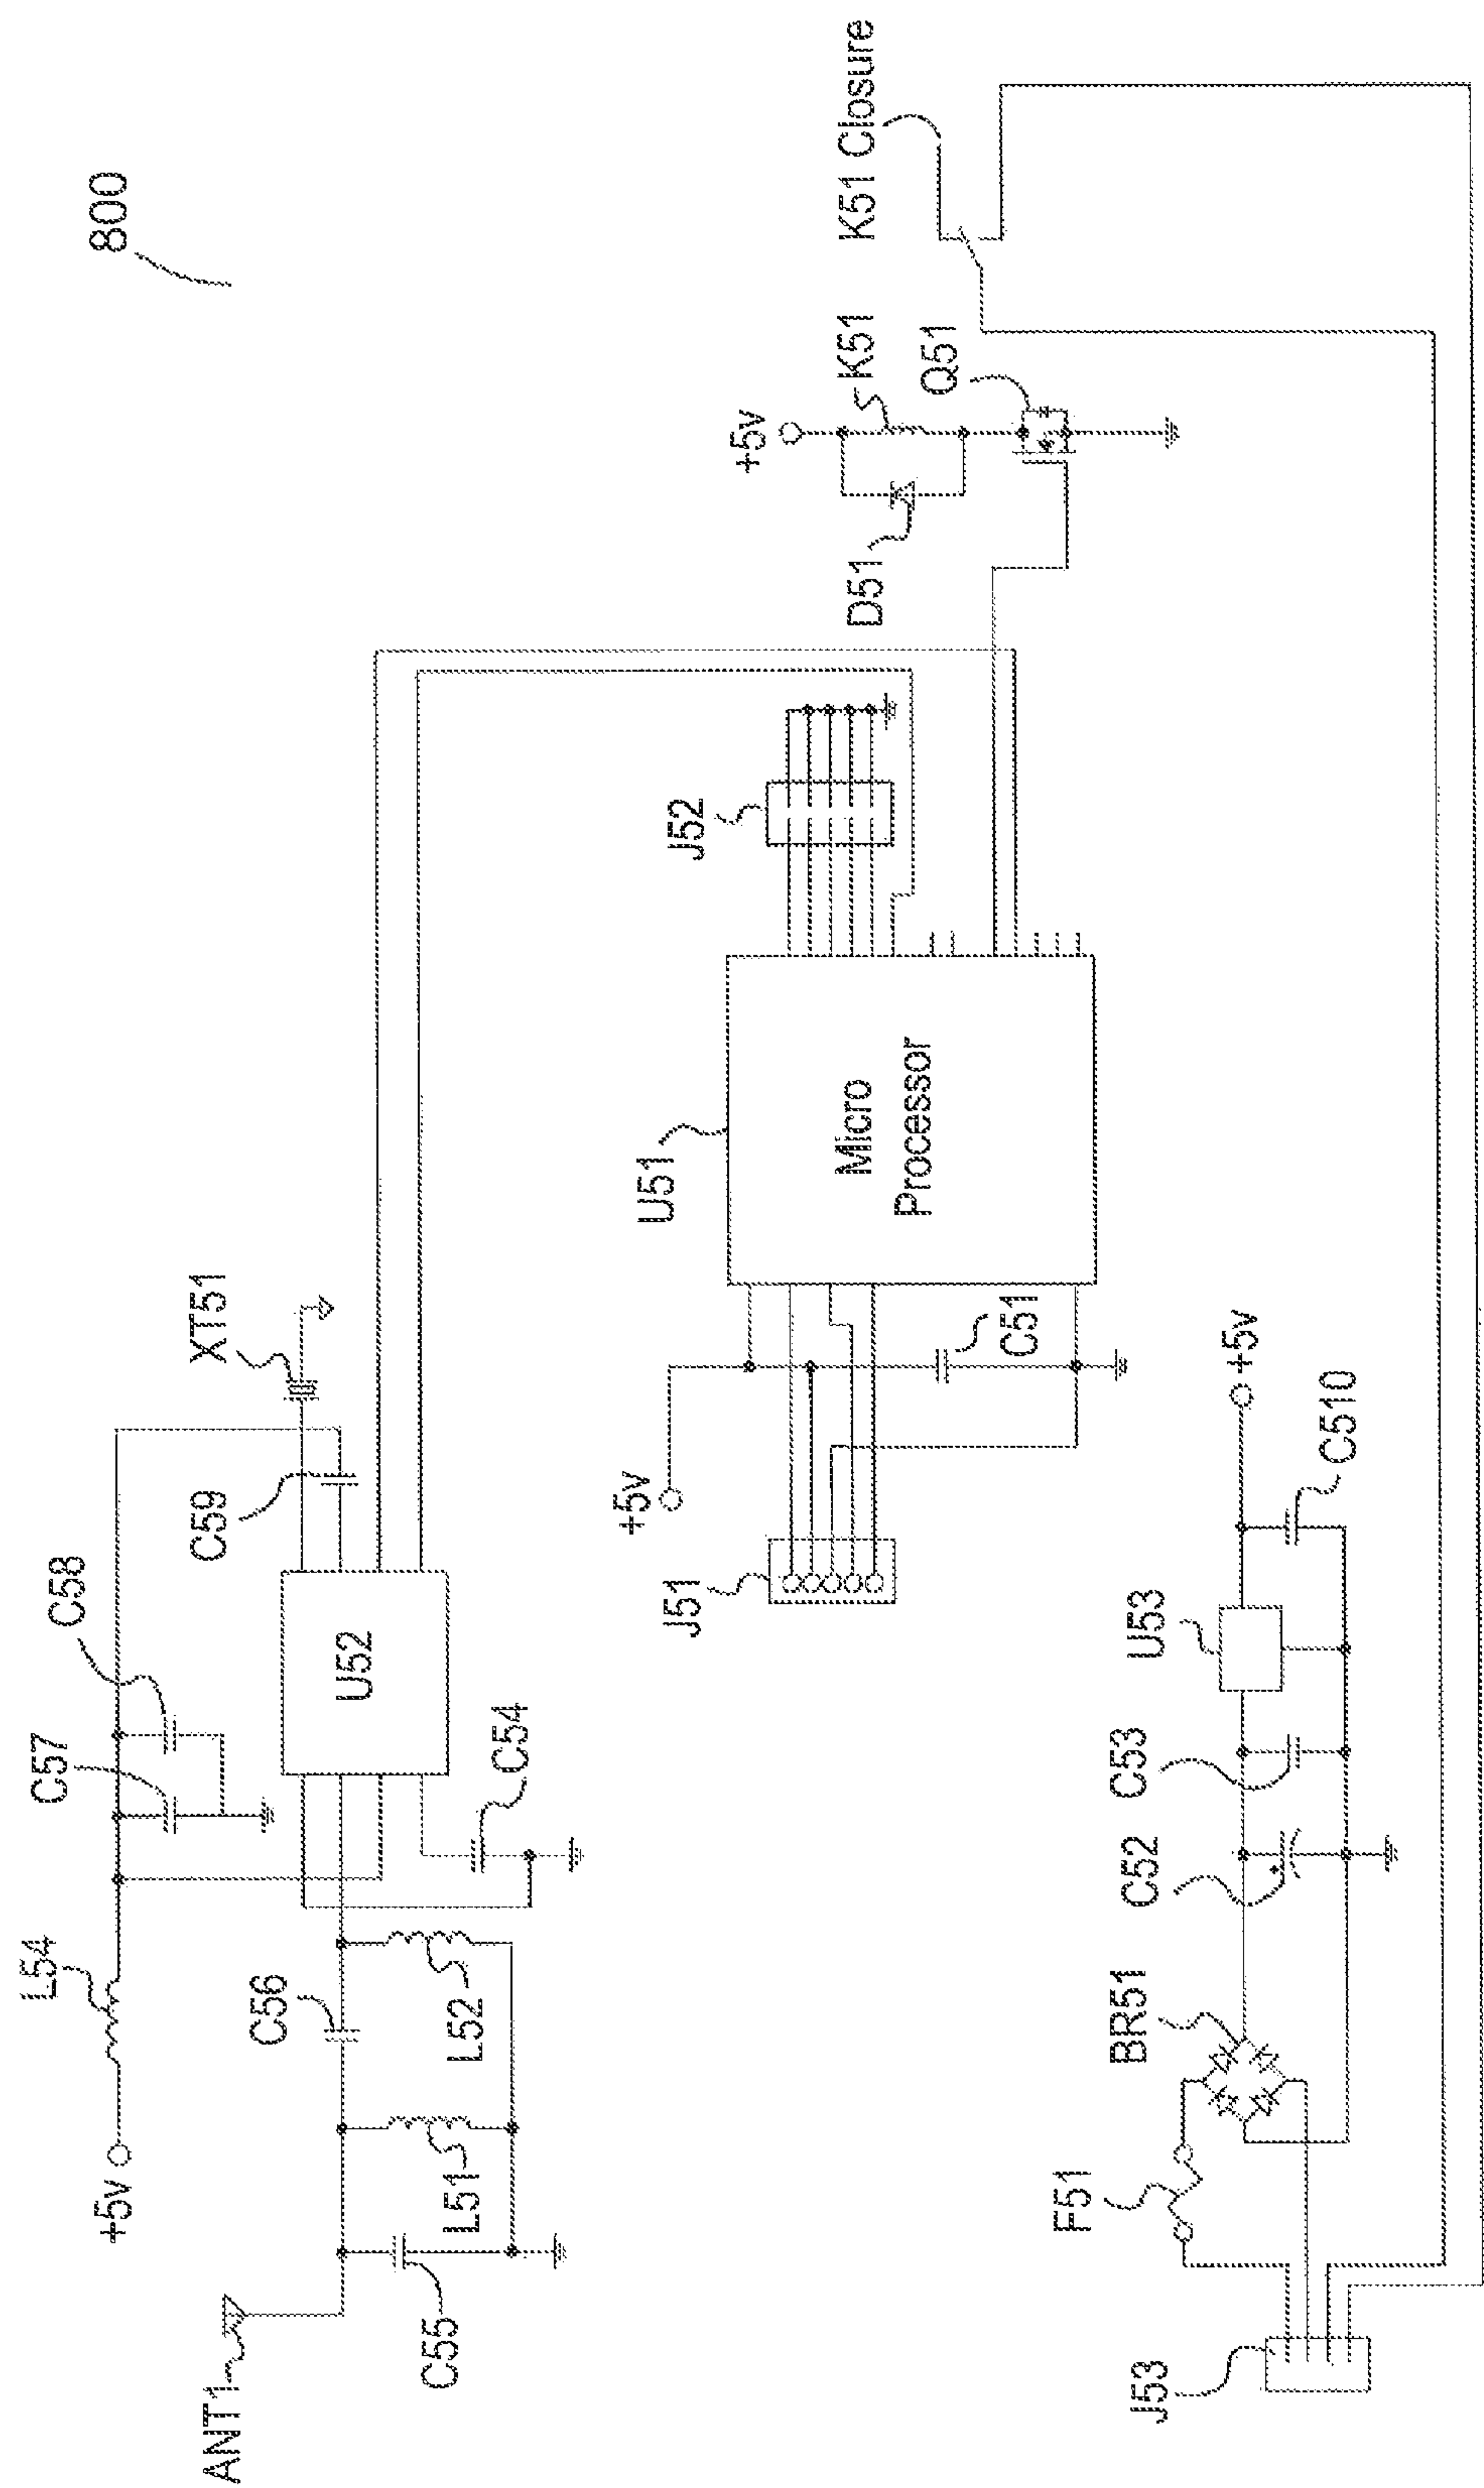 800
L54
C57
C58
+5v
C59
XT51
ANT1
C56
U52
C55
L51
L52
C54
+5v
J51
U51
Micro
Processor
C51
J52
+5v
D51
K51
Q51
K51 Closure
F51
BR51
C52
C53
U53
+5v
C510
J53